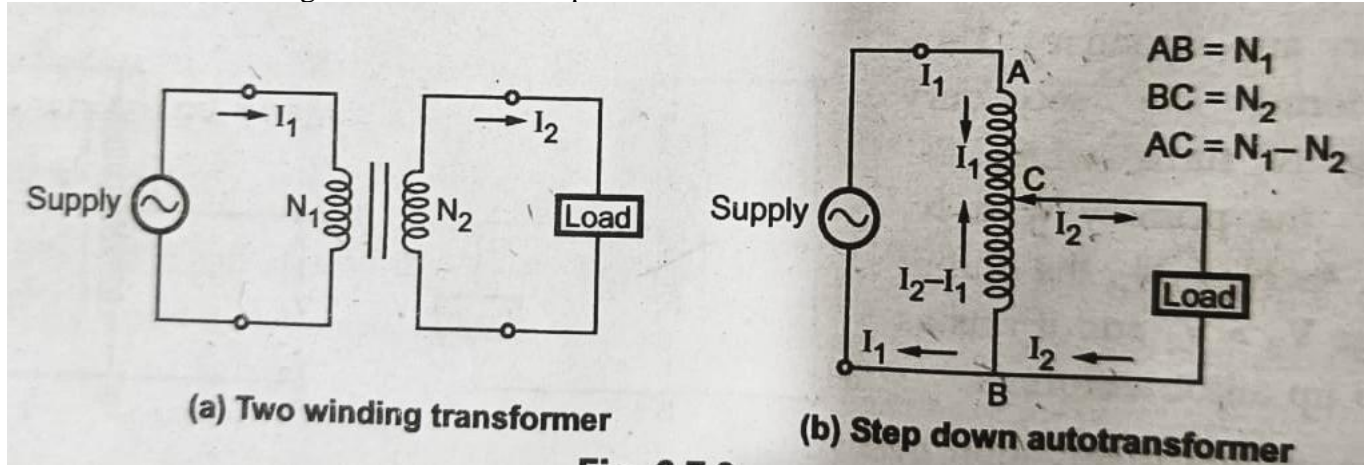 I₁
I₂
Supply
N₁
N₂
Load
(a) Two winding transformer
AB = N₁
BC = N₂
AC = N₁– N₂
I₁
A
I₁
C
Supply
I₂
I₂–I₁
Load
I₁
I₂
B
(b) Step down autotransformer